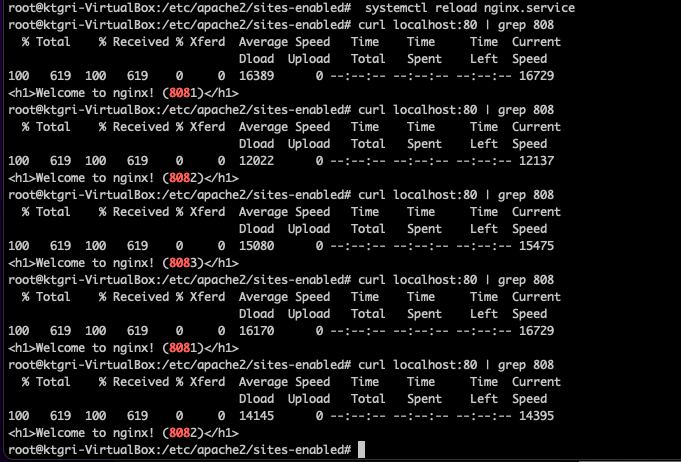 root@ktgri-VirtualBox:/etc/apache2/sites-enabled#  systemctl reload nginx.service
root@ktgri-VirtualBox:/etc/apache2/sites-enabled# curl localhost:80 | grep 808
  % Total    % Received % Xferd  Average Speed   Time    Time     Time  Current
                                 Dload  Upload   Total   Spent    Left  Speed
100   619  100   619    0     0  16389      0 --:--:-- --:--:-- --:--:-- 16729
<h1>Welcome to nginx! (8081)</h1>
root@ktgri-VirtualBox:/etc/apache2/sites-enabled# curl localhost:80 | grep 808
  % Total    % Received % Xferd  Average Speed   Time    Time     Time  Current
                                 Dload  Upload   Total   Spent    Left  Speed
100   619  100   619    0     0  12022      0 --:--:-- --:--:-- --:--:-- 12137
<h1>Welcome to nginx! (8082)</h1>
root@ktgri-VirtualBox:/etc/apache2/sites-enabled# curl localhost:80 | grep 808
  % Total    % Received % Xferd  Average Speed   Time    Time     Time  Current
                                 Dload  Upload   Total   Spent    Left  Speed
100   619  100   619    0     0  15080      0 --:--:-- --:--:-- --:--:-- 15475
<h1>Welcome to nginx! (8083)</h1>
root@ktgri-VirtualBox:/etc/apache2/sites-enabled# curl localhost:80 | grep 808
  % Total    % Received % Xferd  Average Speed   Time    Time     Time  Current
                                 Dload  Upload   Total   Spent    Left  Speed
100   619  100   619    0     0  16170      0 --:--:-- --:--:-- --:--:-- 16729
<h1>Welcome to nginx! (8081)</h1>
root@ktgri-VirtualBox:/etc/apache2/sites-enabled# curl localhost:80 | grep 808
  % Total    % Received % Xferd  Average Speed   Time    Time     Time  Current
                                 Dload  Upload   Total   Spent    Left  Speed
100   619  100   619    0     0  14145      0 --:--:-- --:--:-- --:--:-- 14395
<h1>Welcome to nginx! (8082)</h1>
root@ktgri-VirtualBox:/etc/apache2/sites-enabled#